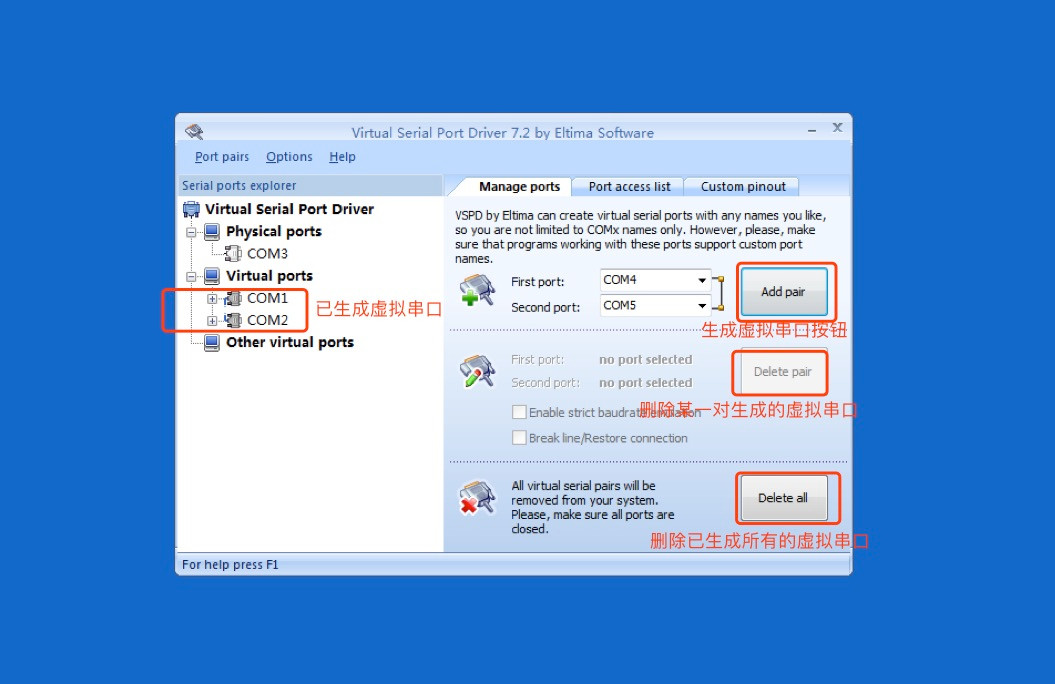 Virtual Serial Port Driver 7.2 by Eltima Software
Port pairs Options Help
Serial ports explorer
Manage ports Port access list Custom pinout
Virtual Serial Port Driver
Physical ports
COM3
Virtual ports
COM1
COM2
已生成虚拟串口
Other virtual ports
VSPD by Eltima can create virtual serial ports with any names you like,
so you are not limited to COMx names only. However, please, make
sure that programs working with these ports support custom port
names.
First port: COM4
Second port: COM5
Add pair
生成虚拟串口按钮
First port: no port selected
Second port: no port selected
Delete pair
删除某一对生成的虚拟串口
Enable strict baudrate emulation
Break line/Restore connection
All virtual serial pairs will be
removed from your system.
Please, make sure all ports are
closed.
Delete all
删除已生成所有的虚拟串口
For help press F1